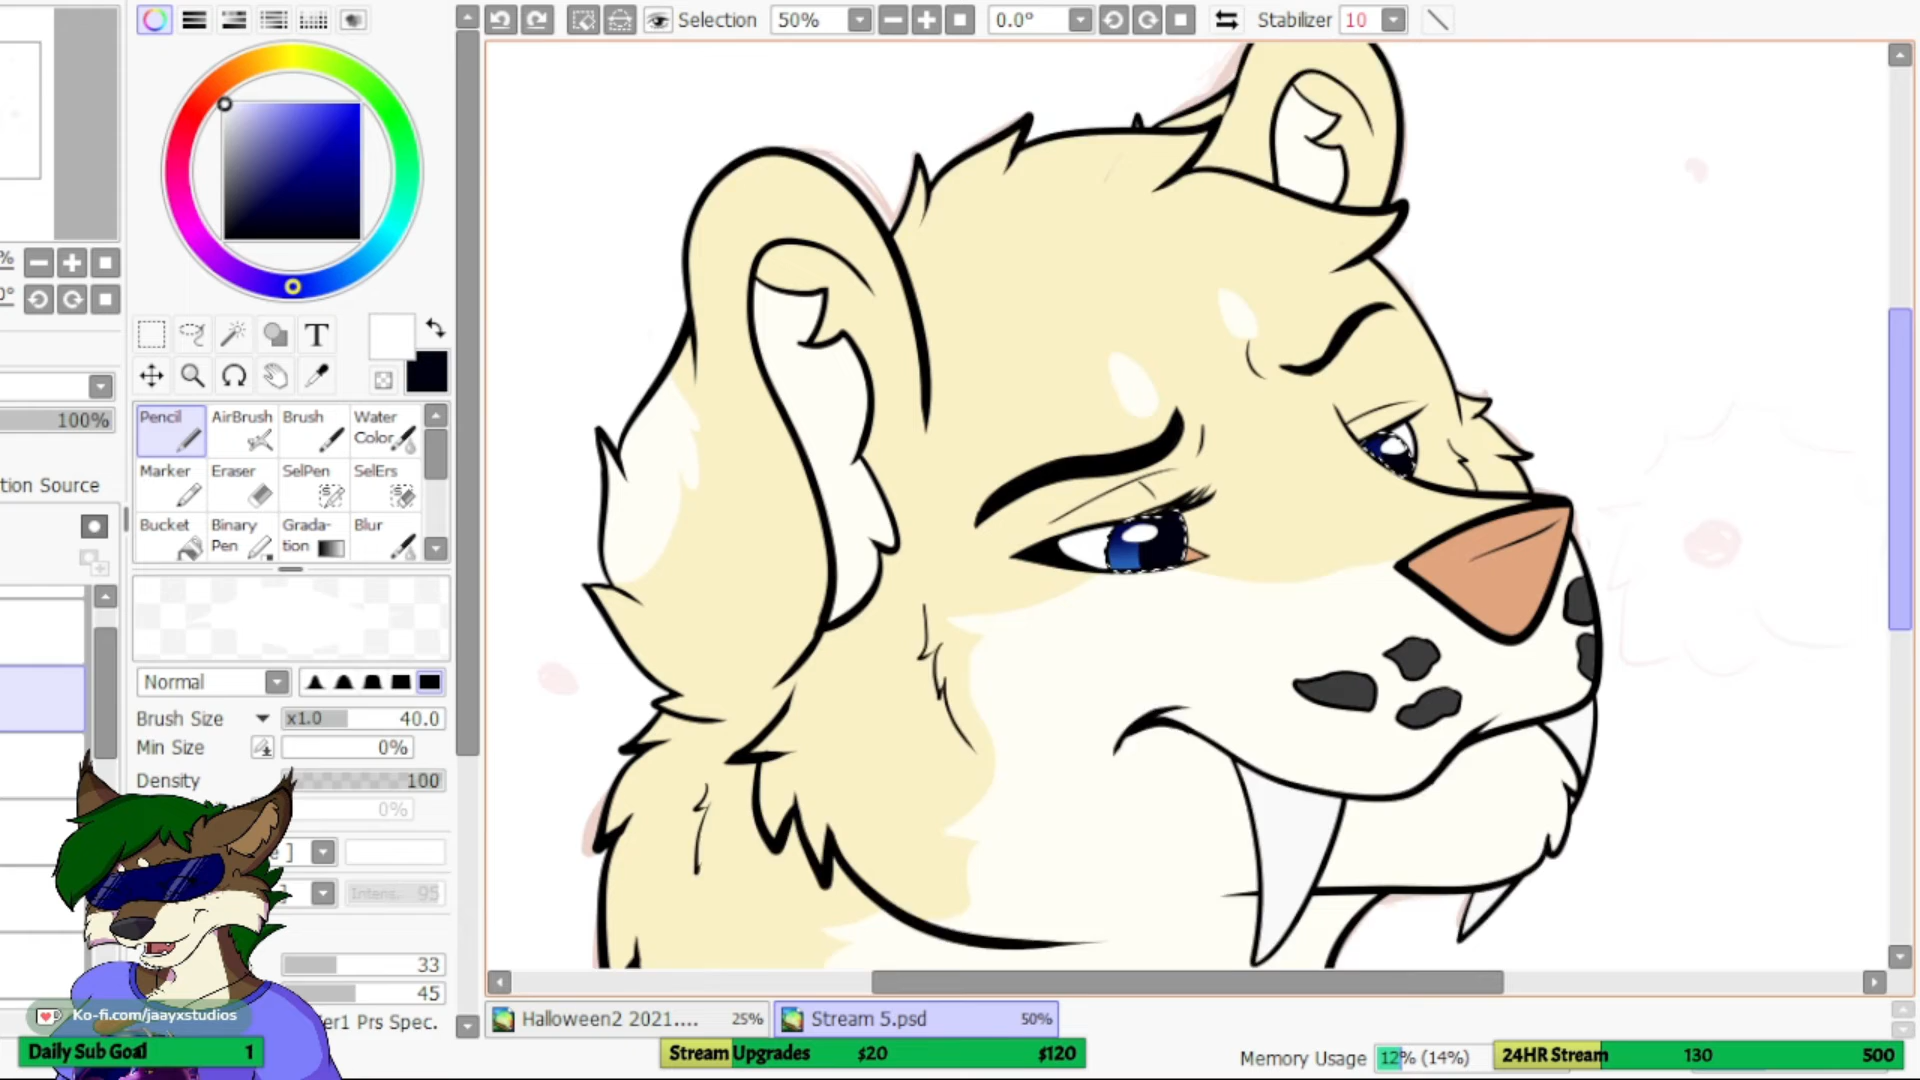 Selection 50% 0.0° Stabilizer 10
%
0°
T
100%
tion Source
Pencil AirBrush Brush Water Color
Marker Eraser SelPen SelErs
Bucket Binary Pen Grada-tion Blur
Normal
Brush Size x1.0 40.0
Min Size 0%
Density 100
0%
e ]
]
Intens.. 95
33
45
er1 Prs Spec.
Ko-fi.com/jaayxstudios
Daily Sub Goal 1
Halloween2 2021.... 25% Stream 5.psd 50%
Stream Upgrades $20 $120
Memory Usage 12% (14%)
24HR Stream 130 500